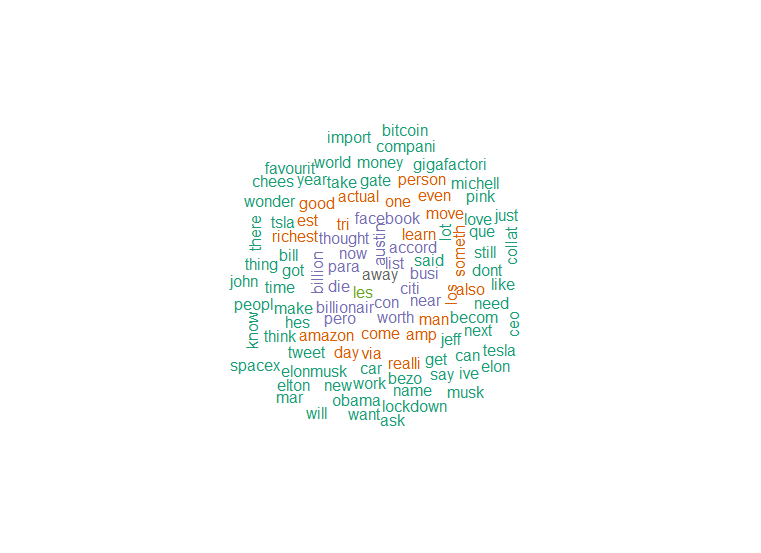 bitcoin
import
compani
favourit world money gigafactori
chees year take gate person michell
wonder good actual one even pink
there tsla est tri facebook move love just
richest thought austin learn lot someth que collat
bill now accord still
thing got billion para list said dont
john time die away busi like
les citi los also
peopl make billionair con near need
know hes pero worth man becom ceo
think amazon come amp jeff next
tweet day via get can tesla
spacex elonmusk car realli say ive elon
elton new work bezo
mar obama name musk
will want lockdown
ask